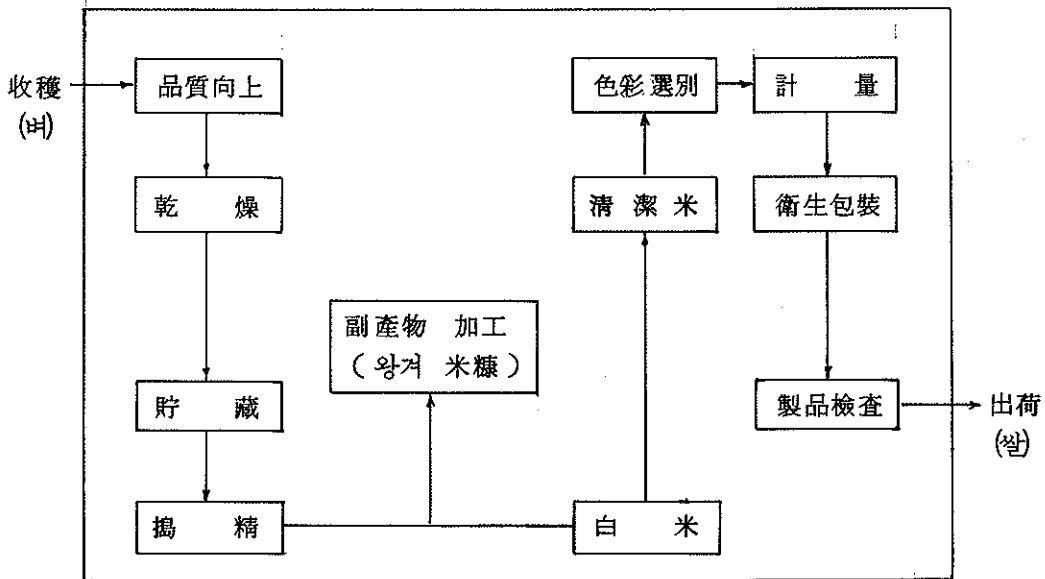 收穫
(벼)
品質向上
乾 燥
貯 藏
搗 精
副產物 加工
( 왕겨 米糠 )
白 米
清 潔 米
色彩選別
計 量
衛生包裝
製品檢査
出荷
(쌀)